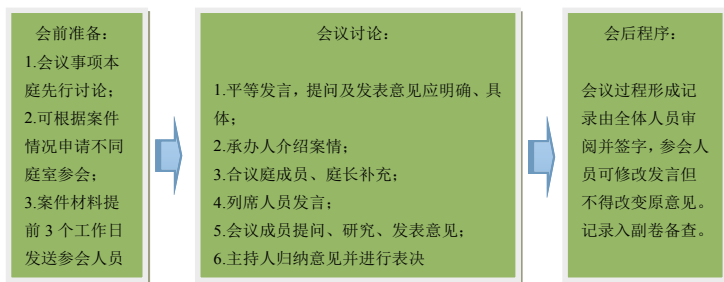 会前准备：
1.会议事项本
庭先行讨论；
2.可根据案件
情况申请不同
庭室参会；
3.案件材料提
前 3 个工作日
发送参会人员
会议讨论：
1.平等发言，提问及发表意见应明确、具
体；
2.承办人介绍案情；
3.合议庭成员、庭长补充；
4.列席人员发言；
5.会议成员提问、研究、发表意见；
6.主持人归纳意见并进行表决
会后程序：
会议过程形成记
录由全体人员审
阅并签字，参会人
员可修改发言但
不得改变原意见。
记录入副卷备查。